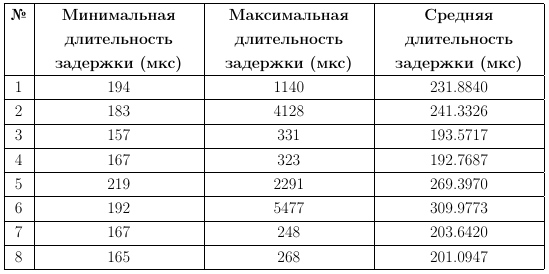 № Минимальная Максимальная Средняя
длительность длительность длительность
задержки (мкс) задержки (мкс) задержки (мкс)
1 194 1140 231.8840
2 183 4128 241.3326
3 157 331 193.5717
4 167 323 192.7687
5 219 2291 269.3970
6 192 5477 309.9773
7 167 248 203.6420
8 165 268 201.0947